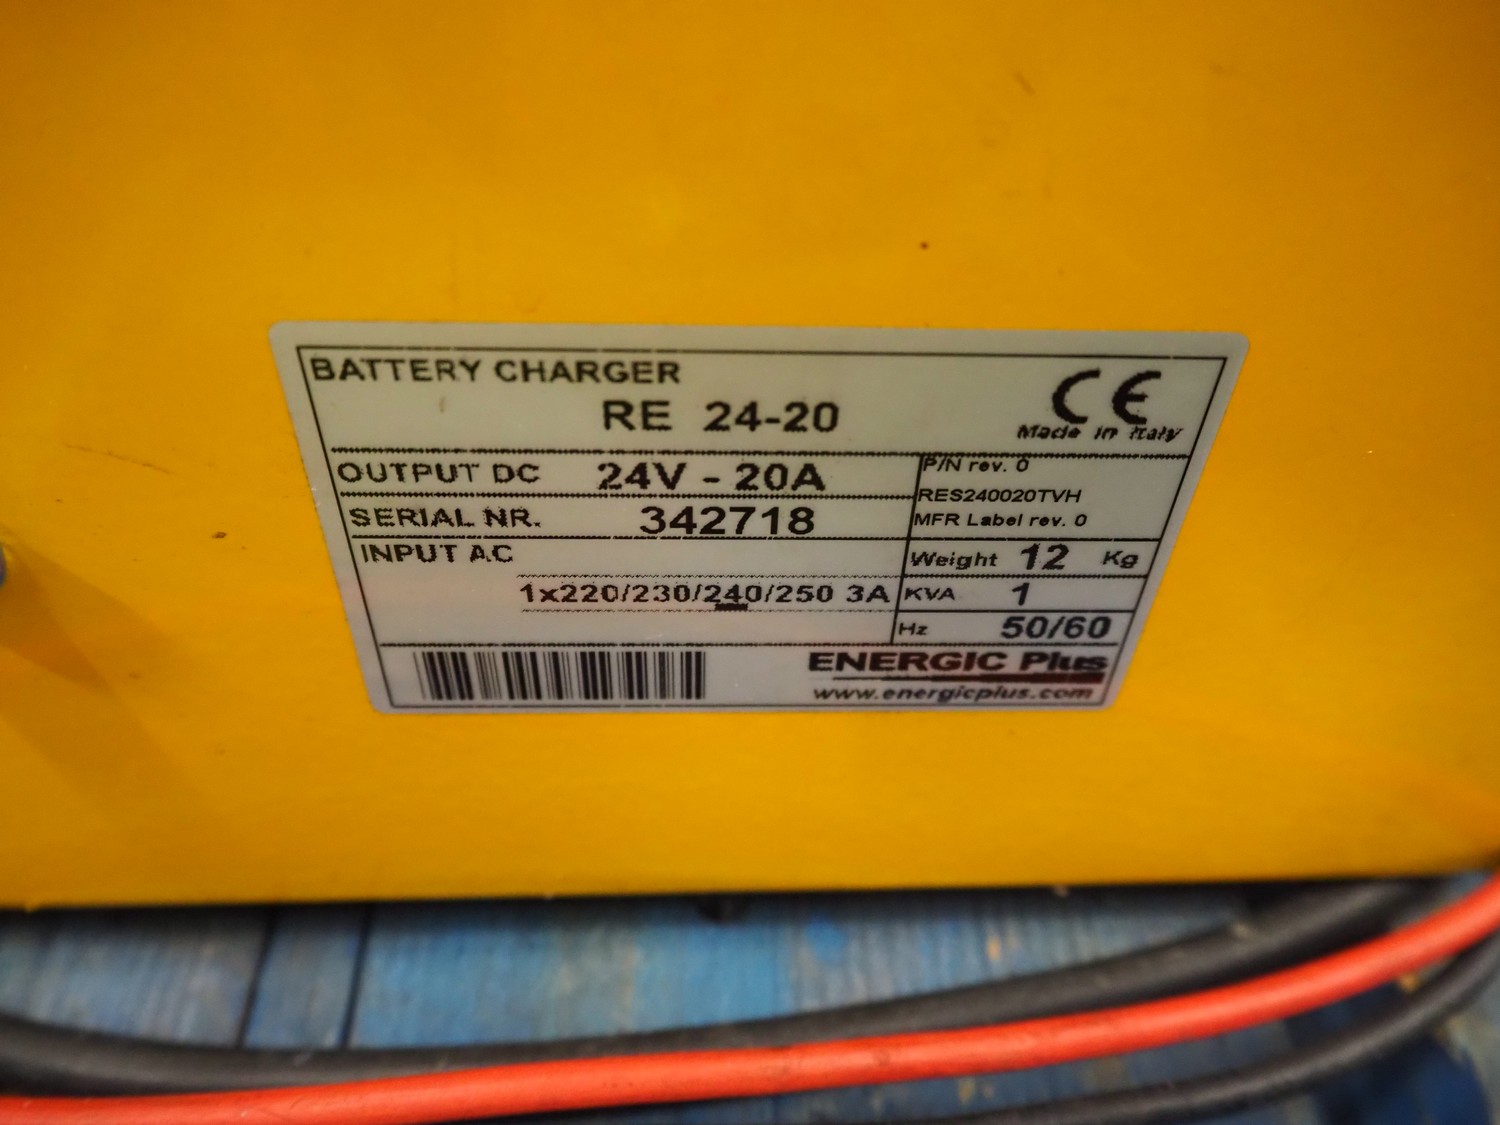 BATTERY CHARGER
RE 24-20
CE
Made in Italy
OUTPUT DC 24V - 20A
P/N rev. 0
RES240020TVH
SERIAL NR. 342718
MFR Label rev. 0
INPUT AC
Weight 12 Kg
1x220/230/240/250 3A
KVA 1
Hz 50/60
ENERGIC Plus
www.energicplus.com